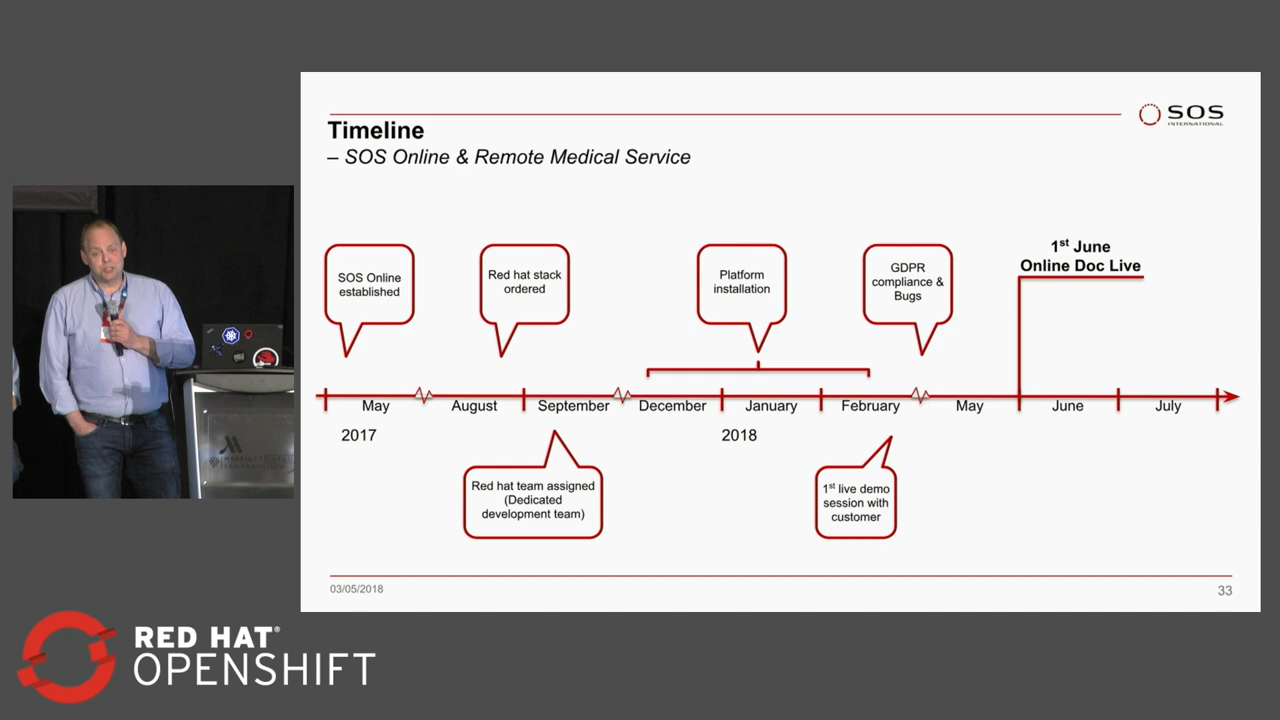 SOS
INTERNATIONAL
Timeline
– SOS Online & Remote Medical Service
SOS Online
established
Red hat stack
ordered
Platform
installation
GDPR
compliance &
Bugs
1st June
Online Doc Live
May
August
September
December
January
February
May
June
July
2017
2018
Red hat team assigned
(Dedicated
development team)
1st live demo
session with
customer
03/05/2018
33
RED HAT®
OPENSHIFT